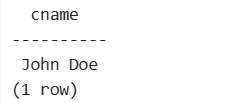 cname
----------
John Doe
(1 row)